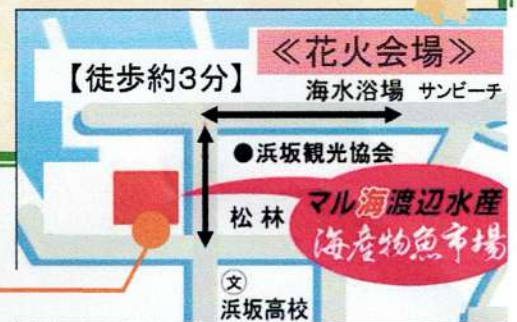 ≪花火会場≫
【徒歩約3分】
海水浴場 サンビーチ
●浜坂観光協会
松林
マル海渡辺水産
海産物魚市場
文
浜坂高校